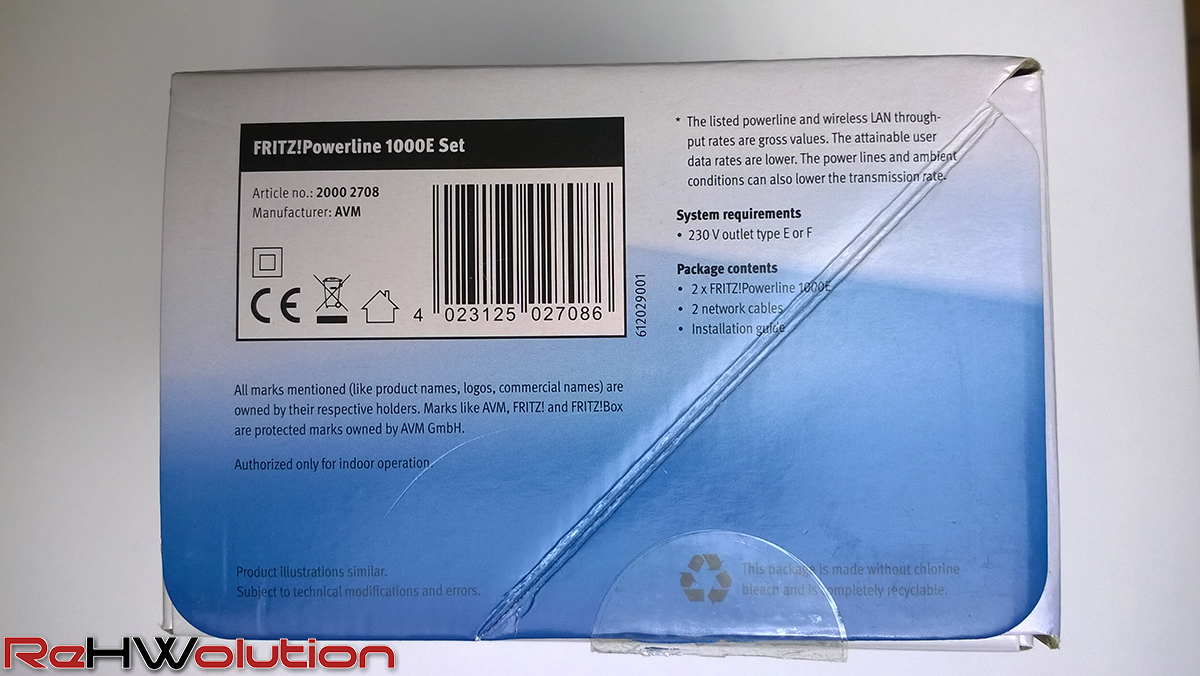 FRITZ!Powerline 1000E Set
Article no.: 2000 2708
Manufacturer: AVM
CE
4 023125 027086
612029001
* The listed powerline and wireless LAN through-
put rates are gross values. The attainable user
data rates are lower. The power lines and ambient
conditions can also lower the transmission rate.
System requirements
• 230 V outlet type E or F
Package contents
• 2 x FRITZ!Powerline 1000E
• 2 network cables
• Installation guide
All marks mentioned (like product names, logos, commercial names) are
owned by their respective holders. Marks like AVM, FRITZ! and FRITZ!Box
are protected marks owned by AVM GmbH.
Authorized only for indoor operation.
Product illustrations similar.
Subject to technical modifications and errors.
This package is made without chlorine
bleach and is completely recyclable.
ReHWolution